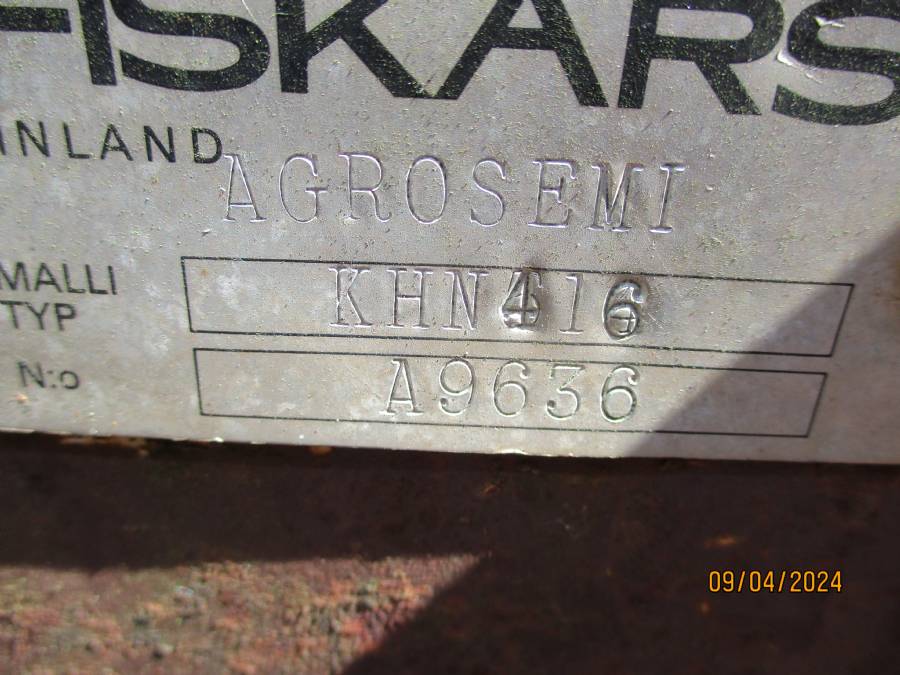 FISKARS
INLAND
AGROSEMI
MALLI
TYP
KHN416
N:o
A9636
09/04/2024